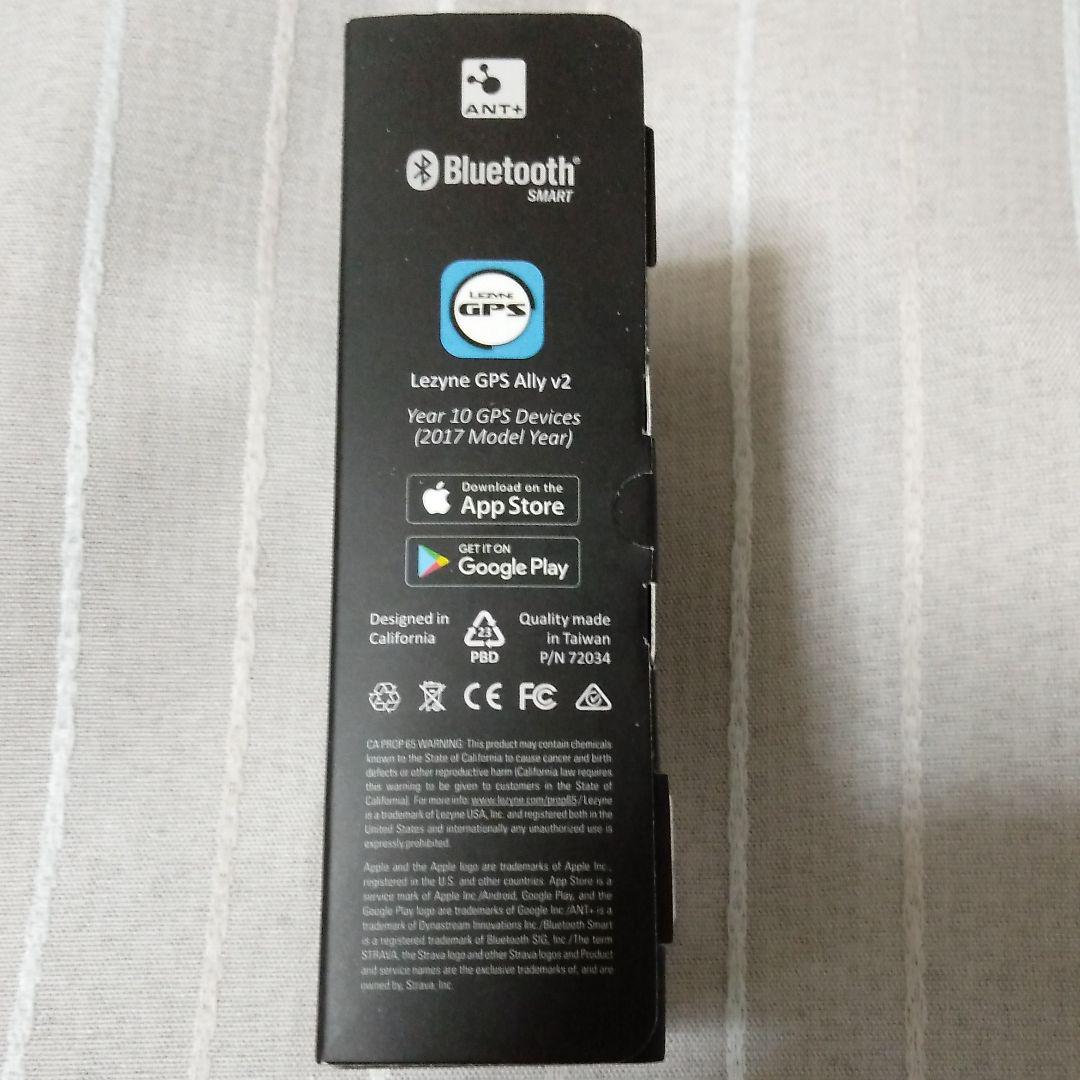 ANT+
Bluetooth®
SMART
LEZYNE
GPS
Lezyne GPS Ally v2
Year 10 GPS Devices
(2017 Model Year)
Download on the
App Store
GET IT ON
Google Play
Designed in
California
23
PBD
Quality made
in Taiwan
P/N 72034
CE FC
CA PROP 65 WARNING: This product may contain chemicals
known to the State of California to cause cancer and birth
defects or other reproductive harm (California law requires
this warning to be given to customers in the State of
California). For more info: www.lezyne.com/prop65 / Lezyne
is a trademark of Lezyne USA, Inc. and registered both in the
United States and internationally any unauthorized use is
expressly prohibited.
Apple and the Apple logo are trademarks of Apple Inc.,
registered in the U.S. and other countries. App Store is a
service mark of Apple Inc./Android, Google Play, and the
Google Play logo are trademarks of Google Inc./ANT+ is a
trademark of Dynastream Innovations Inc./Bluetooth Smart
is a registered trademark of Bluetooth SIG, Inc./The term
STRAVA, the Strava logo and other Strava logos and Product
and service names are the exclusive trademarks of, and are
owned by, Strava, Inc.